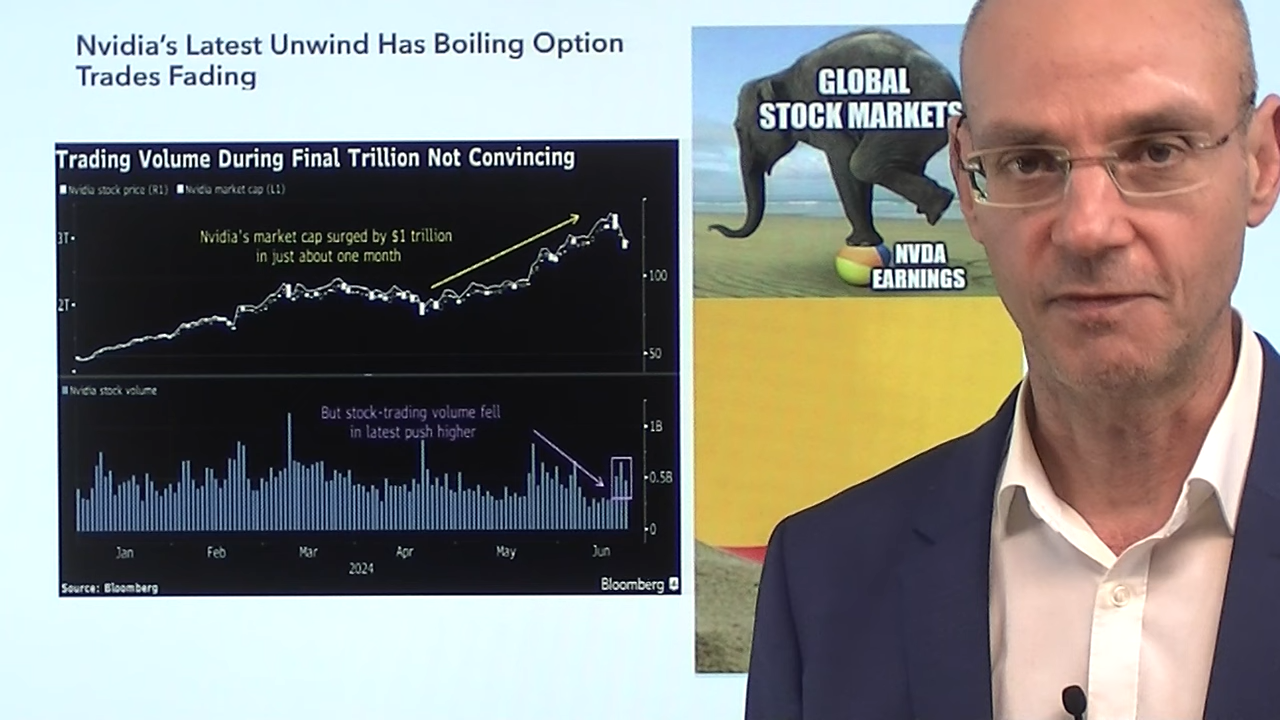 Nvidia's Latest Unwind Has Boiling Option
Trades Fading
Trading Volume During Final Trillion Not Convincing
Nvidia stock price (R1) Nvidia market cap (L1)
Nvidia's market cap surged by $1 trillion
in just about one month
3T
2T
100
50
Nvidia stock volume
But stock-trading volume fell
in latest push higher
1B
0.5B
0
Jan Feb Mar Apr May Jun
2024
Source: Bloomberg
Bloomberg
GLOBAL
STOCK MARKETS
NVDA
EARNINGS